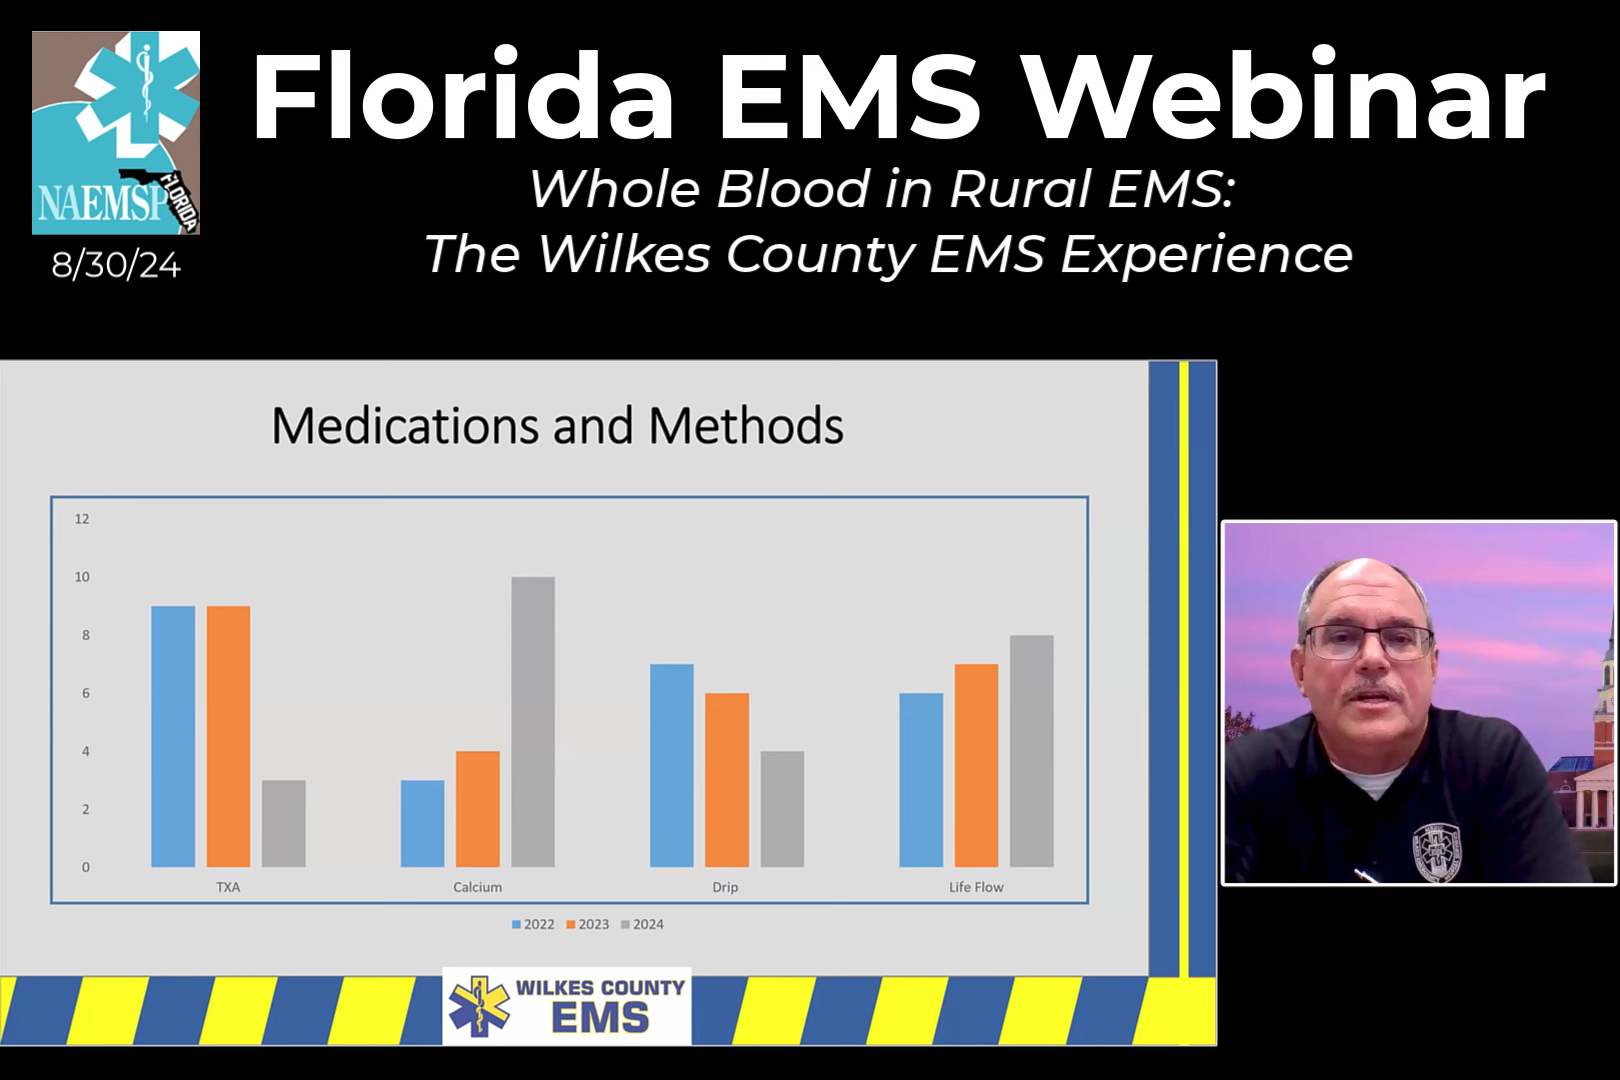 Florida EMS Webinar
Whole Blood in Rural EMS:
The Wilkes County EMS Experience
NAEMSP
FLORIDA
8/30/24
Medications and Methods
12
10
8
6
4
2
0
TXA
Calcium
Drip
Life Flow
2022
2023
2024
WILKES COUNTY
EMS